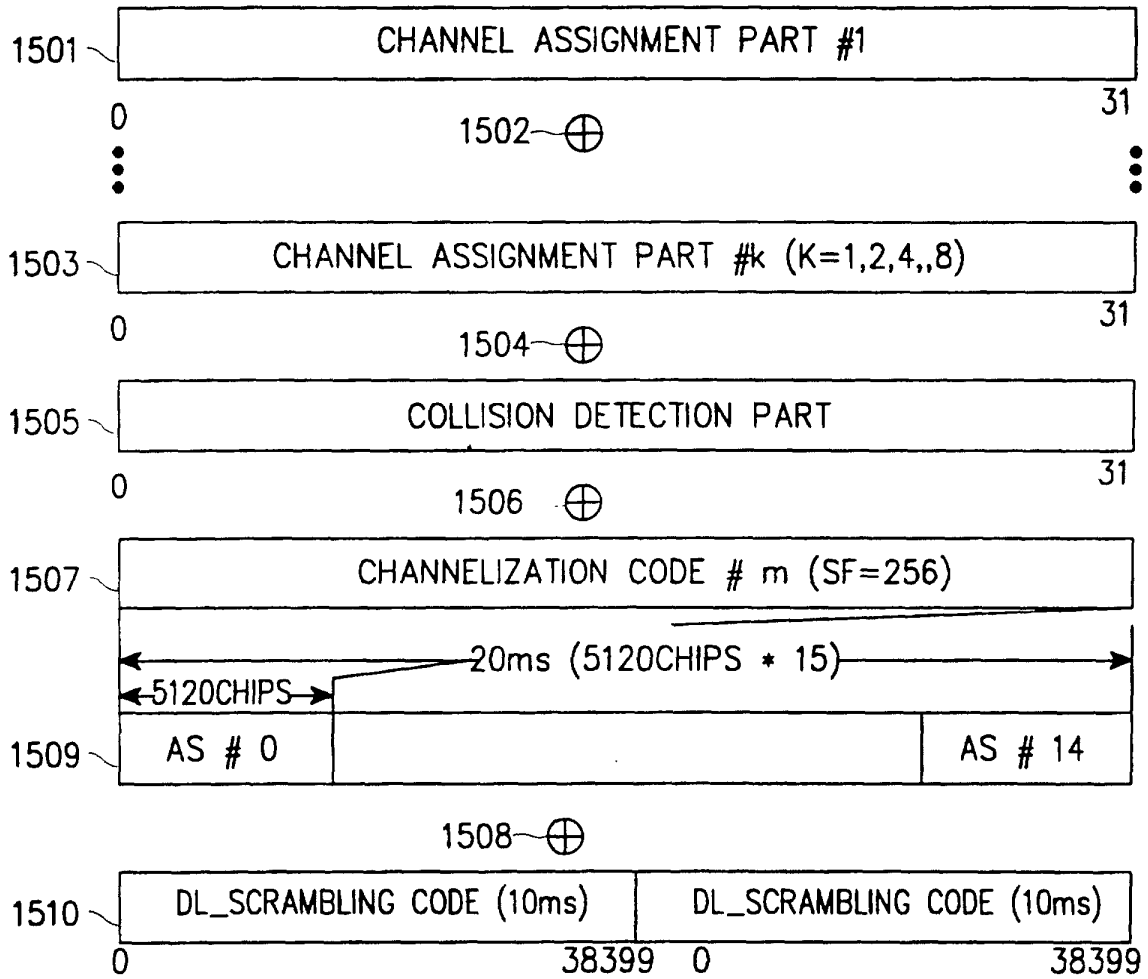 1501 CHANNEL ASSIGNMENT PART #1
0 31
1502
1503 CHANNEL ASSIGNMENT PART #k (K=1,2,4,,8)
0 31
1504
1505 COLLISION DETECTION PART
0 31
1506
1507 CHANNELIZATION CODE # m (SF=256)
20ms (5120CHIPS * 15)
5120CHIPS
1509 AS # 0 AS # 14
1508
1510 DL_SCRAMBLING CODE (10ms) DL_SCRAMBLING CODE (10ms)
0 38399 0 38399